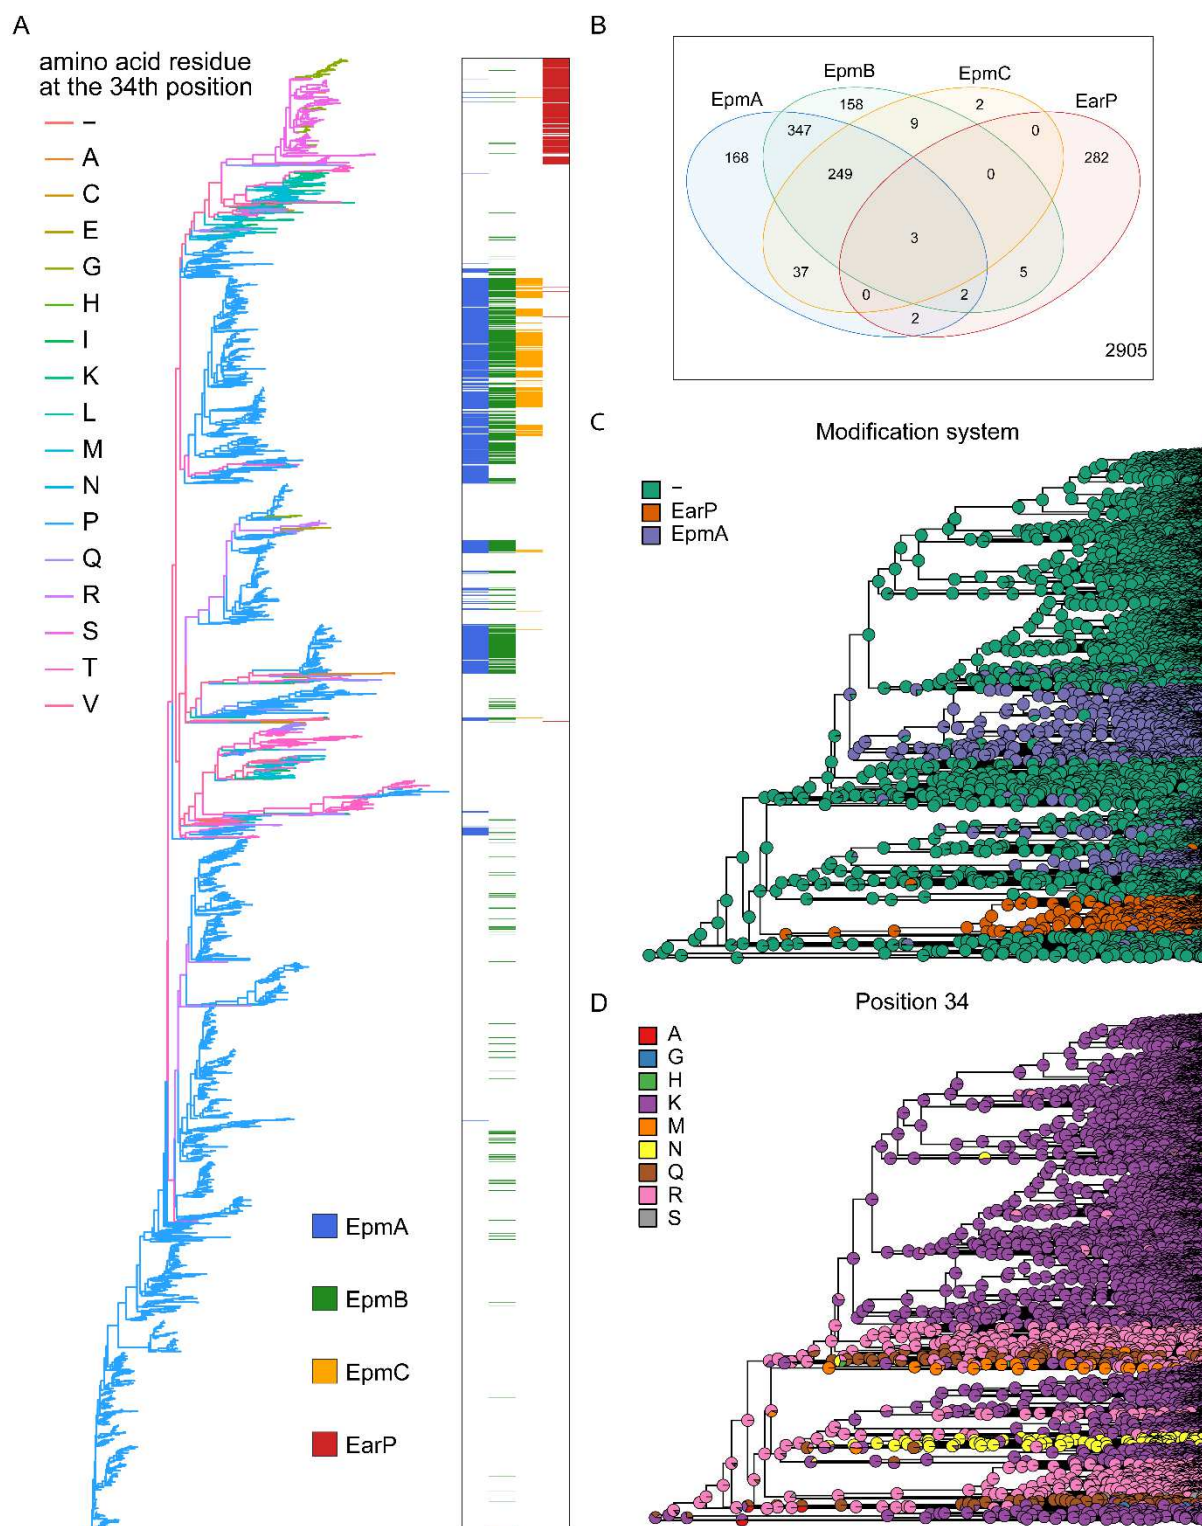 A
amino acid residue
at the 34th position
–
A
C
E
G
H
I
K
L
M
N
P
Q
R
S
T
V
EpmA
EpmB
EpmC
EarP
B
EpmB
EpmC
EpmA
EarP
158
2
347
9
0
168
282
249
0
3
37
5
0
2
2
2905
C
Modification system
–
EarP
EpmA
D
Position 34
A
G
H
K
M
N
Q
R
S